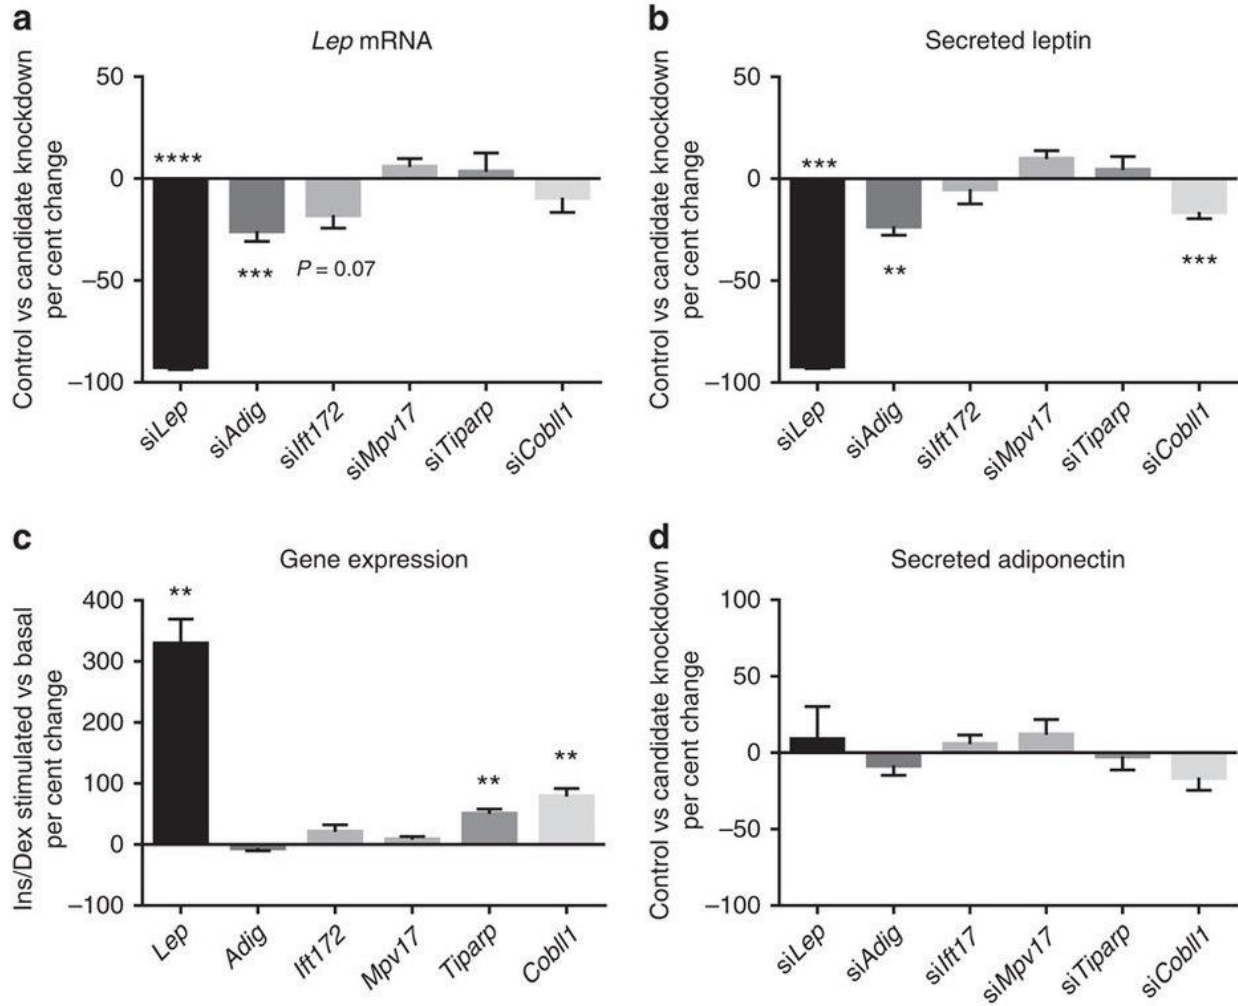 a
Lep mRNA
Control vs candidate knockdown
per cent change
50
0
−50
−100
****
***
P = 0.07
siLep
siAdig
siIft172
siMpv17
siTiparp
siCobll1
b
Secreted leptin
Control vs candidate knockdown
per cent change
50
0
−50
−100
***
**
***
siLep
siAdig
siIft172
siMpv17
siTiparp
siCobll1
c
Gene expression
Ins/Dex stimulated vs basal
per cent change
400
300
200
100
0
−100
**
**
**
Lep
Adig
Ift172
Mpv17
Tiparp
Cobll1
d
Secreted adiponectin
Control vs candidate knockdown
per cent change
100
50
0
−50
−100
siLep
siAdig
siIft17
siMpv17
siTiparp
siCobll1